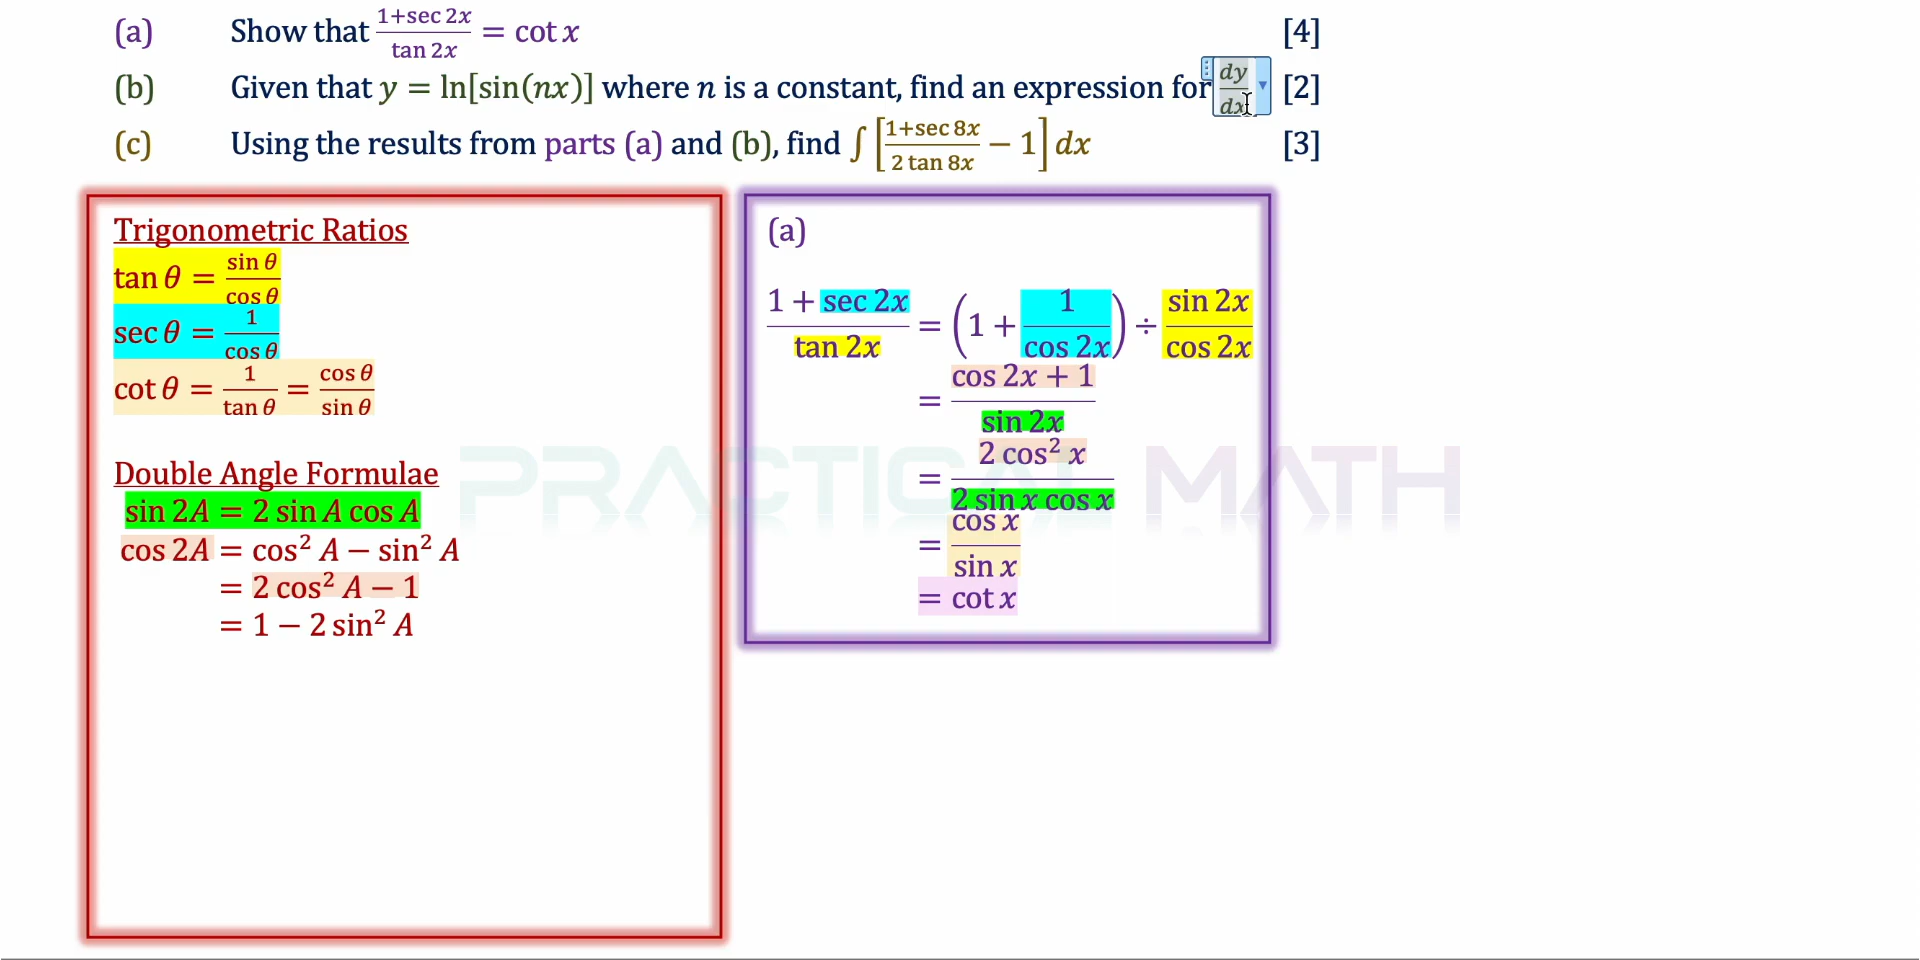 (a) Show that (1+sec 2x)/(tan 2x) = cot x [4]
(b) Given that y = ln[sin(nx)] where n is a constant, find an expression for dy/dx [2]
(c) Using the results from parts (a) and (b), find ∫ [(1+sec 8x)/(2 tan 8x) − 1] dx [3]
Trigonometric Ratios
tan θ = sin θ/cos θ
sec θ = 1/cos θ
cot θ = 1/tan θ = cos θ/sin θ
Double Angle Formulae
sin 2A = 2 sin A cos A
cos 2A = cos² A − sin² A
= 2 cos² A − 1
= 1 − 2 sin² A
(a)
(1 + sec 2x)/(tan 2x) = (1 + 1/cos 2x) ÷ sin 2x/cos 2x
= (cos 2x + 1)/(sin 2x)
= (2 cos² x)/(2 sin x cos x)
= cos x/sin x
= cot x
PRACTICAL MATH